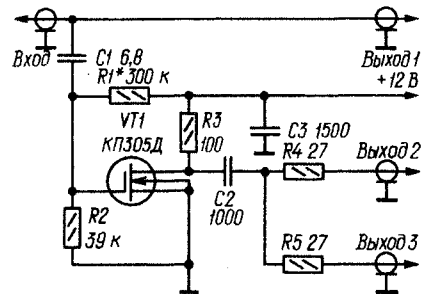 Вход
C1 6,8
Выход 1
R1* 300 к
+12 В
VT1
КП305Д
R3
100
C3 1500
R4 27
Выход 2
C2
1000
R2
39 к
R5 27
Выход 3